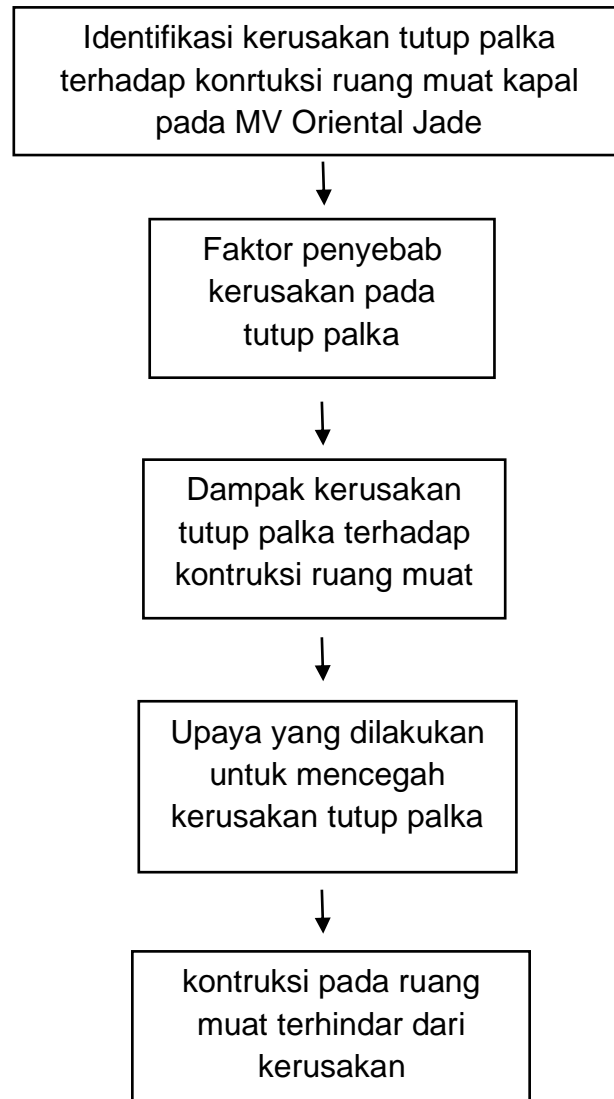 Identifikasi kerusakan tutup palka
terhadap konrtuksi ruang muat kapal
pada MV Oriental Jade
Faktor penyebab
kerusakan pada
tutup palka
Dampak kerusakan
tutup palka terhadap
kontruksi ruang muat
Upaya yang dilakukan
untuk mencegah
kerusakan tutup palka
kontruksi pada ruang
muat terhindar dari
kerusakan